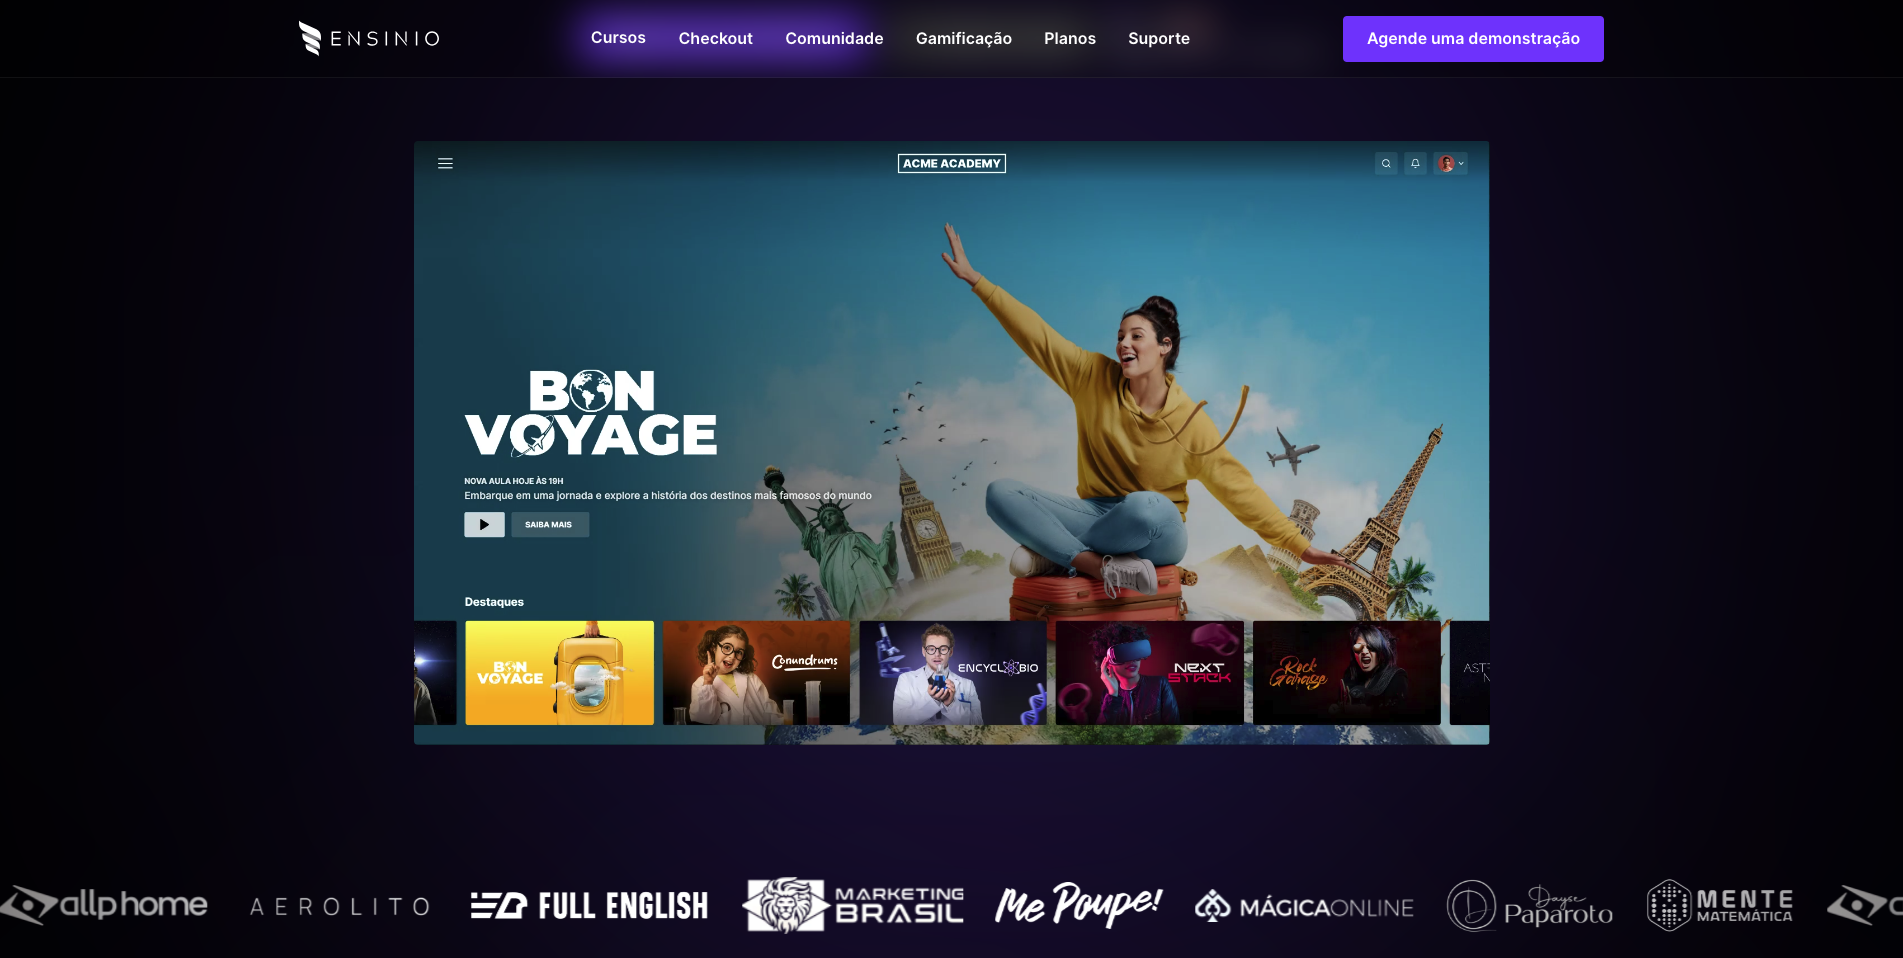 ENSINIO
Cursos
Checkout
Comunidade
Gamificação
Planos
Suporte
Agende uma demonstração
ACME ACADEMY
BON
VOYAGE
NOVA AULA HOJE ÀS 19H
Embarque em uma jornada e explore a história dos destinos mais famosos do mundo
SAIBA MAIS
Destaques
BON
VOYAGE
Conundrums
ENCYCLOBIO
NEXT
STACK
Rock
Garage
AST
allp home
AEROLITO
FULL ENGLISH
MARKETING
BRASIL
Me Poupe!
MÁGICAONLINE
Dayse
Paparoto
MENTE
MATEMÁTICA